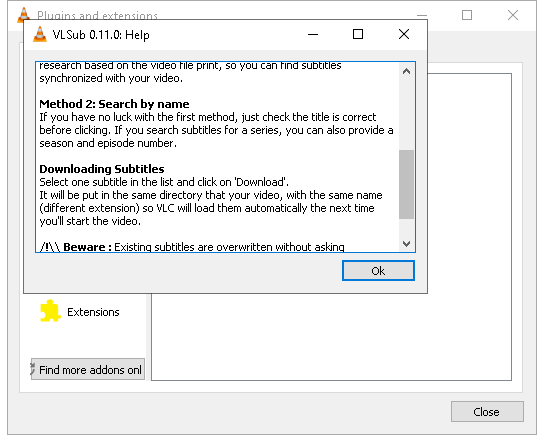 Plugins and extensions
VLSub 0.11.0: Help
research based on the video file print, so you can find subtitles
synchronized with your video.
Method 2: Search by name
If you have no luck with the first method, just check the title is correct
before clicking. If you search subtitles for a series, you can also provide a
season and episode number.
Downloading Subtitles
Select one subtitle in the list and click on 'Download'.
It will be put in the same directory that your video, with the same name
(different extension) so VLC will load them automatically the next time
you'll start the video.
/!\\ Beware : Existing subtitles are overwritten without asking
Ok
Extensions
Find more addons onl
Close